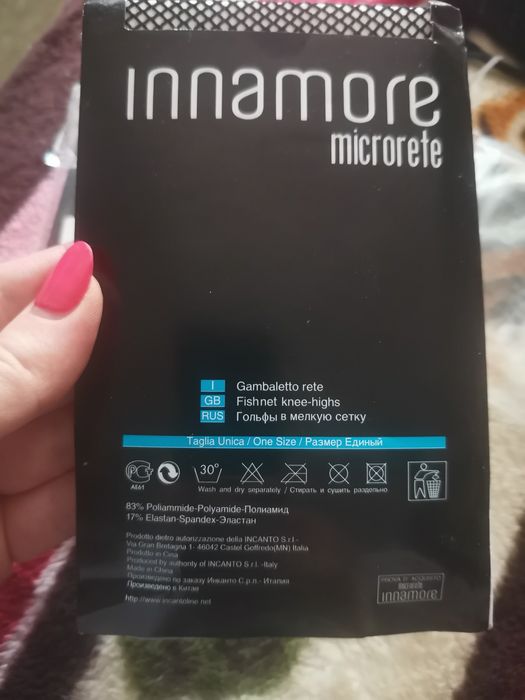 innamore
microrete
I Gambaletto rete
GB Fishnet knee-highs
RUS Гольфы в мелкую сетку
Taglia Unica / One Size / Размер Единый
АЕ61
30°
Wash and dry separately / Стирать и сушить раздельно
83% Poliammide-Polyamide-Полиамид
17% Elastan-Spandex-Эластан
Prodotto dietro autorizzazione della INCANTO S.r.l -
Via Gran Bretagna 1- 46042 Castel Goffredo(MN) Italia
Prodotto in Cina
Produced by authority of INCANTO S.r.l. -Italy
Made in China
Произведено по заказу Инканто С.р.л.- Италия
Произведено в Китае
http://www.incantoline.net
PROVA D' ACQUISTO
innamore